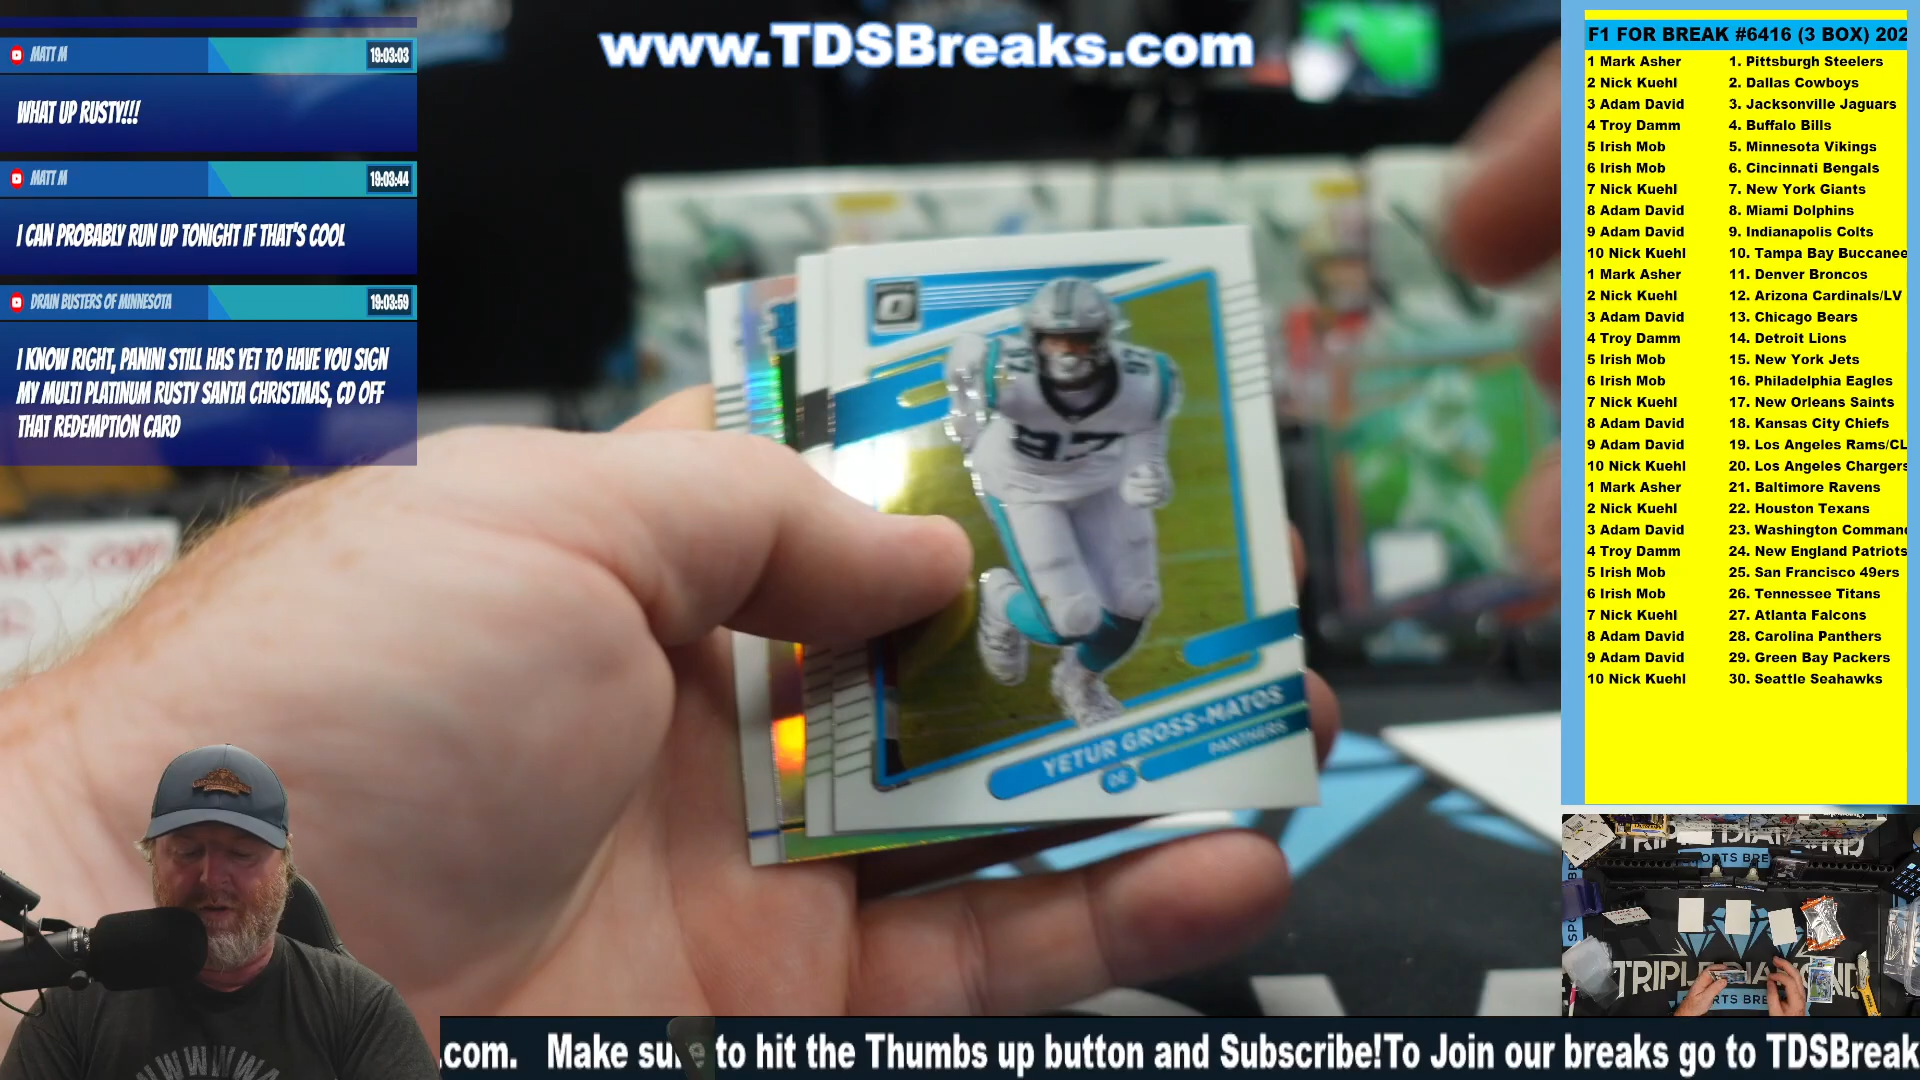 MATT M
19:03:03
WHAT UP RUSTY!!!
MATT M
19:03:44
I CAN PROBABLY RUN UP TONIGHT IF THAT'S COOL
DRAIN BUSTERS OF MINNESOTA
19:03:59
I KNOW RIGHT, PANINI STILL HAS YET TO HAVE YOU SIGN
MY MULTI PLATINUM RUSTY SANTA CHRISTMAS, CD OFF
THAT REDEMPTION CARD
www.TDSBreaks.com
97
YETUR GROSS-MATOS
PANTHERS
DE
F1 FOR BREAK #6416 (3 BOX) 202
1 Mark Asher 1. Pittsburgh Steelers
2 Nick Kuehl 2. Dallas Cowboys
3 Adam David 3. Jacksonville Jaguars
4 Troy Damm 4. Buffalo Bills
5 Irish Mob 5. Minnesota Vikings
6 Irish Mob 6. Cincinnati Bengals
7 Nick Kuehl 7. New York Giants
8 Adam David 8. Miami Dolphins
9 Adam David 9. Indianapolis Colts
10 Nick Kuehl 10. Tampa Bay Buccanee
1 Mark Asher 11. Denver Broncos
2 Nick Kuehl 12. Arizona Cardinals/LV
3 Adam David 13. Chicago Bears
4 Troy Damm 14. Detroit Lions
5 Irish Mob 15. New York Jets
6 Irish Mob 16. Philadelphia Eagles
7 Nick Kuehl 17. New Orleans Saints
8 Adam David 18. Kansas City Chiefs
9 Adam David 19. Los Angeles Rams/CL
10 Nick Kuehl 20. Los Angeles Chargers
1 Mark Asher 21. Baltimore Ravens
2 Nick Kuehl 22. Houston Texans
3 Adam David 23. Washington Comman
4 Troy Damm 24. New England Patriots
5 Irish Mob 25. San Francisco 49ers
6 Irish Mob 26. Tennessee Titans
7 Nick Kuehl 27. Atlanta Falcons
8 Adam David 28. Carolina Panthers
9 Adam David 29. Green Bay Packers
10 Nick Kuehl 30. Seattle Seahawks
TRIPLE DIAMOND
SPORTS BRE
.com. Make sure to hit the Thumbs up button and Subscribe!To Join our breaks go to TDSBreak